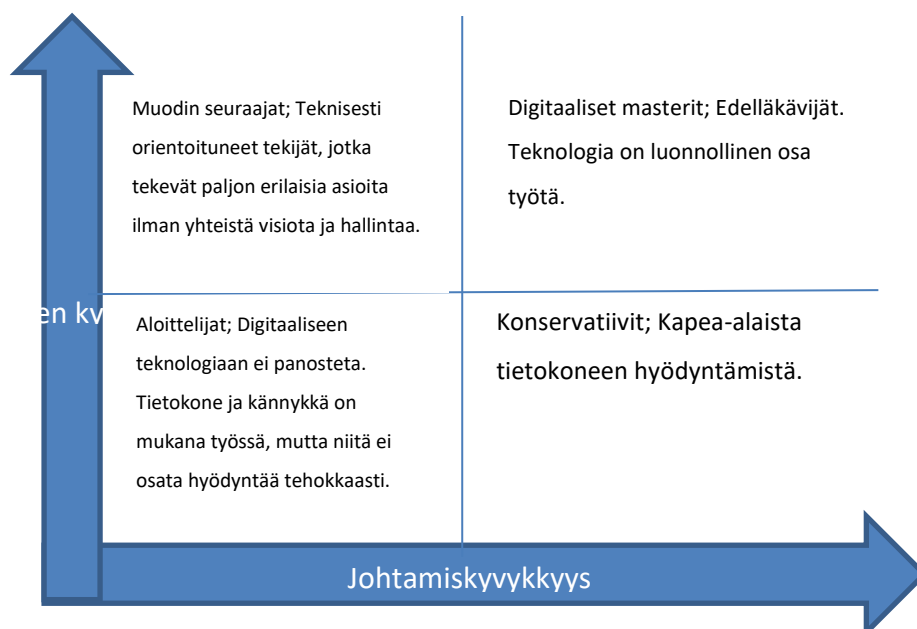 Muodin seuraajat; Teknisesti
orientoituneet tekijät, jotka
tekevät paljon erilaisia asioita
ilman yhteistä visiota ja hallintaa.
Digitaaliset masterit; Edelläkävijät.
Teknologia on luonnollinen osa
työtä.
en kv
Aloittelijat; Digitaaliseen
teknologiaan ei panosteta.
Tietokone ja kännykkä on
mukana työssä, mutta niitä ei
osata hyödyntää tehokkaasti.
Konservatiivit; Kapea-alaista
tietokoneen hyödyntämistä.
Johtamiskyvykkyys